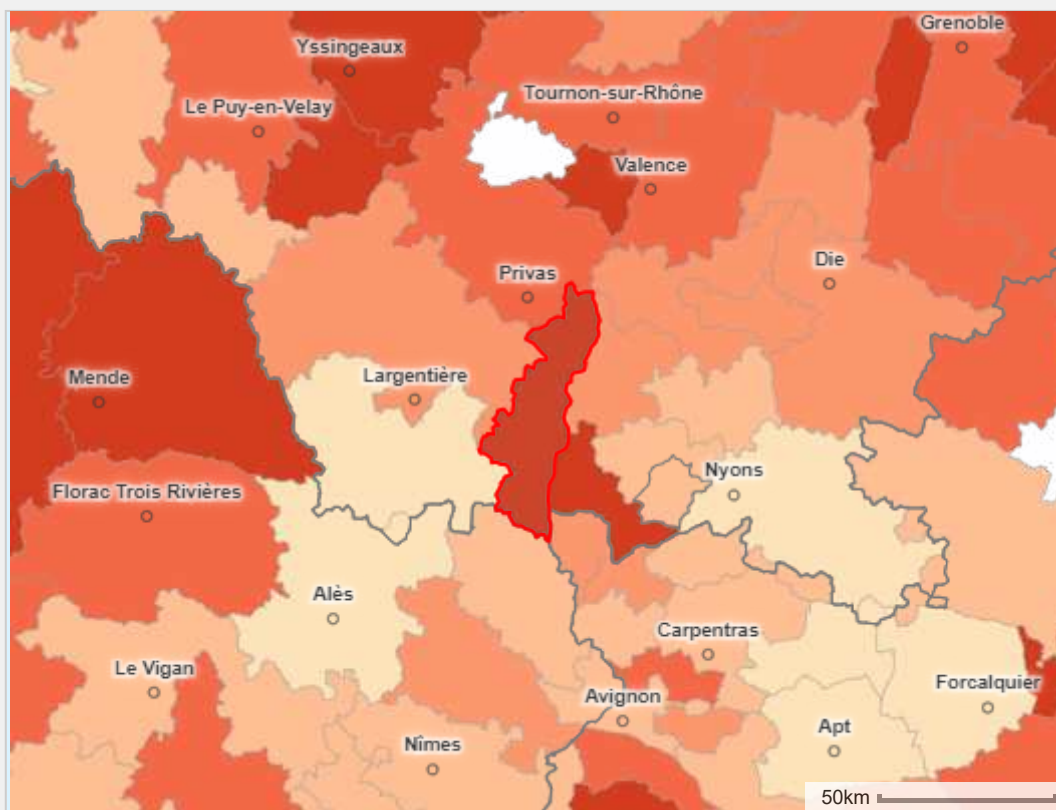 Grenoble
Yssingeaux
Tournon-sur-Rhône
Le Puy-en-Velay
Valence
Die
Privas
Mende
Largentière
Nyons
Florac Trois Rivières
Alès
Carpentras
Le Vigan
Forcalquier
Avignon
Apt
Nîmes
50km